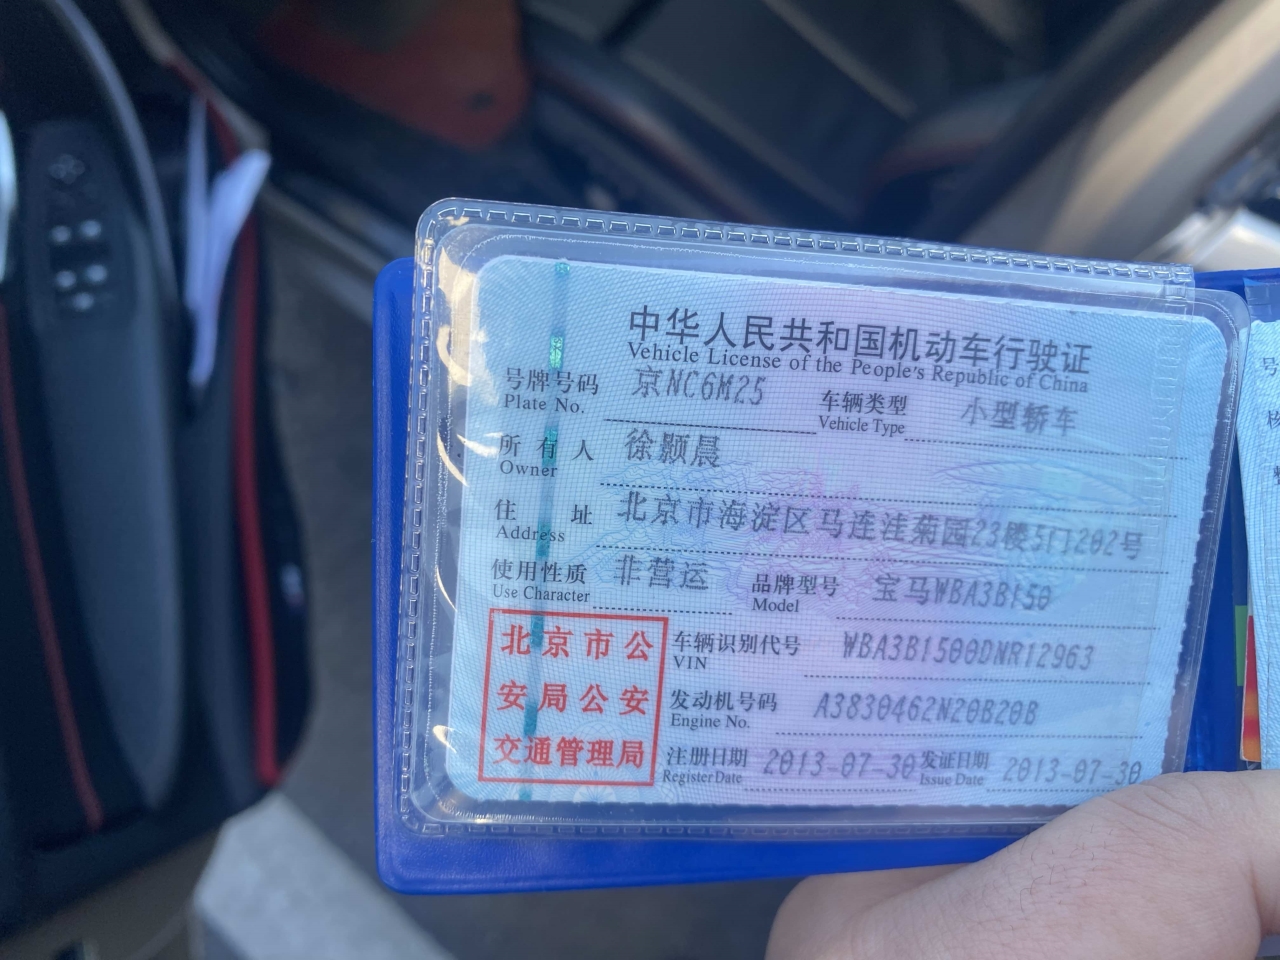 中华人民共和国机动车行驶证
Vehicle License of the People's Republic of China
号牌号码 京NC6M25 车辆类型 小型轿车
Plate No. Vehicle Type
所有人 徐颢晨
Owner
住址 北京市海淀区马连洼菊园23楼5门202号
Address
使用性质 非营运 品牌型号 宝马WBA3B150
Use Character Model
北京市公 车辆识别代号 WBA3B1500DNR12963
VIN
安局公安 发动机号码 A3830462N20B20B
Engine No.
交通管理局 注册日期 2013-07-30 发证日期 2013-07-30
Register Date Issue Date
号
核
整